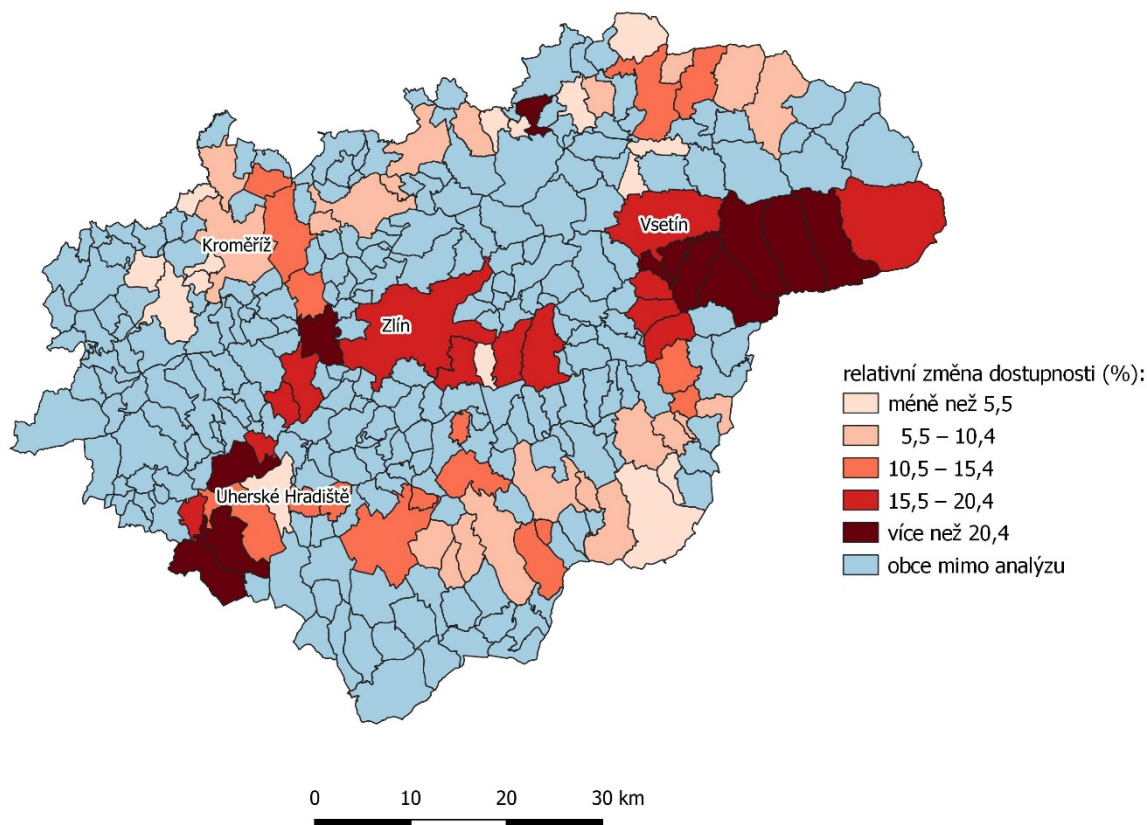 Vsetín
Kroměříž
Zlín
Uherské Hradiště
relativní změna dostupnosti (%):
méně než 5,5
5,5 – 10,4
10,5 – 15,4
15,5 – 20,4
více než 20,4
obce mimo analýzu
0 10 20 30 km